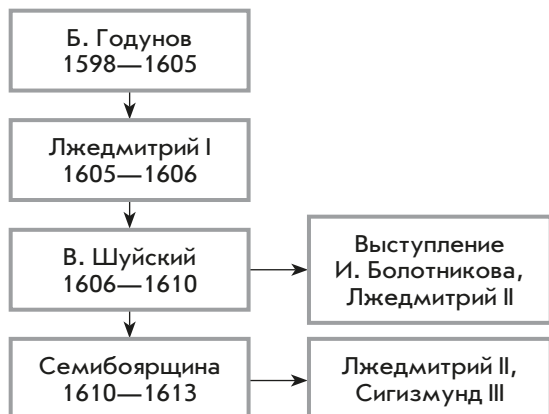 Б. Годунов
1598—1605
Лжедмитрий I
1605—1606
В. Шуйский
1606—1610
Выступление
И. Болотникова,
Лжедмитрий II
Семибоярщина
1610—1613
Лжедмитрий II,
Сигизмунд III